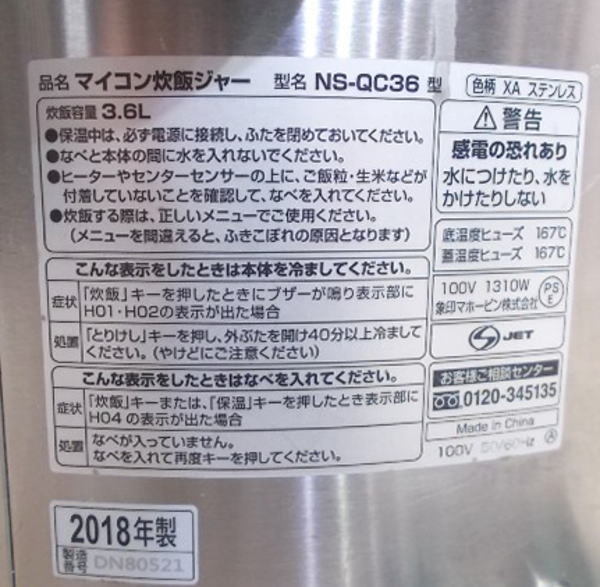 品名 マイコン炊飯ジャー 型名 NS-QC36 型 色柄 XA ステンレス
炊飯容量 3.6L
●保温中は、必ず電源に接続し、ふたを閉めておいてください。
●なべと本体の間に水を入れないでください。
●ヒーターやセンターセンサーの上に、ご飯粒・生米などが
付着していないことを確認して、なべを入れてください。
●炊飯する際は、正しいメニューでご使用ください。
(メニューを間違えると、ふきこぼれの原因となります)
こんな表示をしたときは本体を冷ましてください。
症状 「炊飯」キーを押したときにブザーが鳴り表示部に
H01・H02の表示が出た場合
処置 「とりけし」キーを押し、外ぶたを開け40分以上冷まして
ください。(やけどにご注意ください)
こんな表示をしたときはなべを入れてください。
症状 「炊飯」キーまたは、「保温」キーを押したとき表示部に
H04 の表示が出た場合
処置 なべが入っていません。
なべを入れて再度キーを押してください。
⚠警告
感電の恐れあり
水につけたり、水を
かけたりしない
底温度ヒューズ 167℃
蓋温度ヒューズ 167℃
100V 1310W
象印マホービン株式会社
PS
E
JET
お客様ご相談センター
0120-345135
Made in China
100V 50/60Hz Ⓐ
2018年製
製造
番号 DN80521